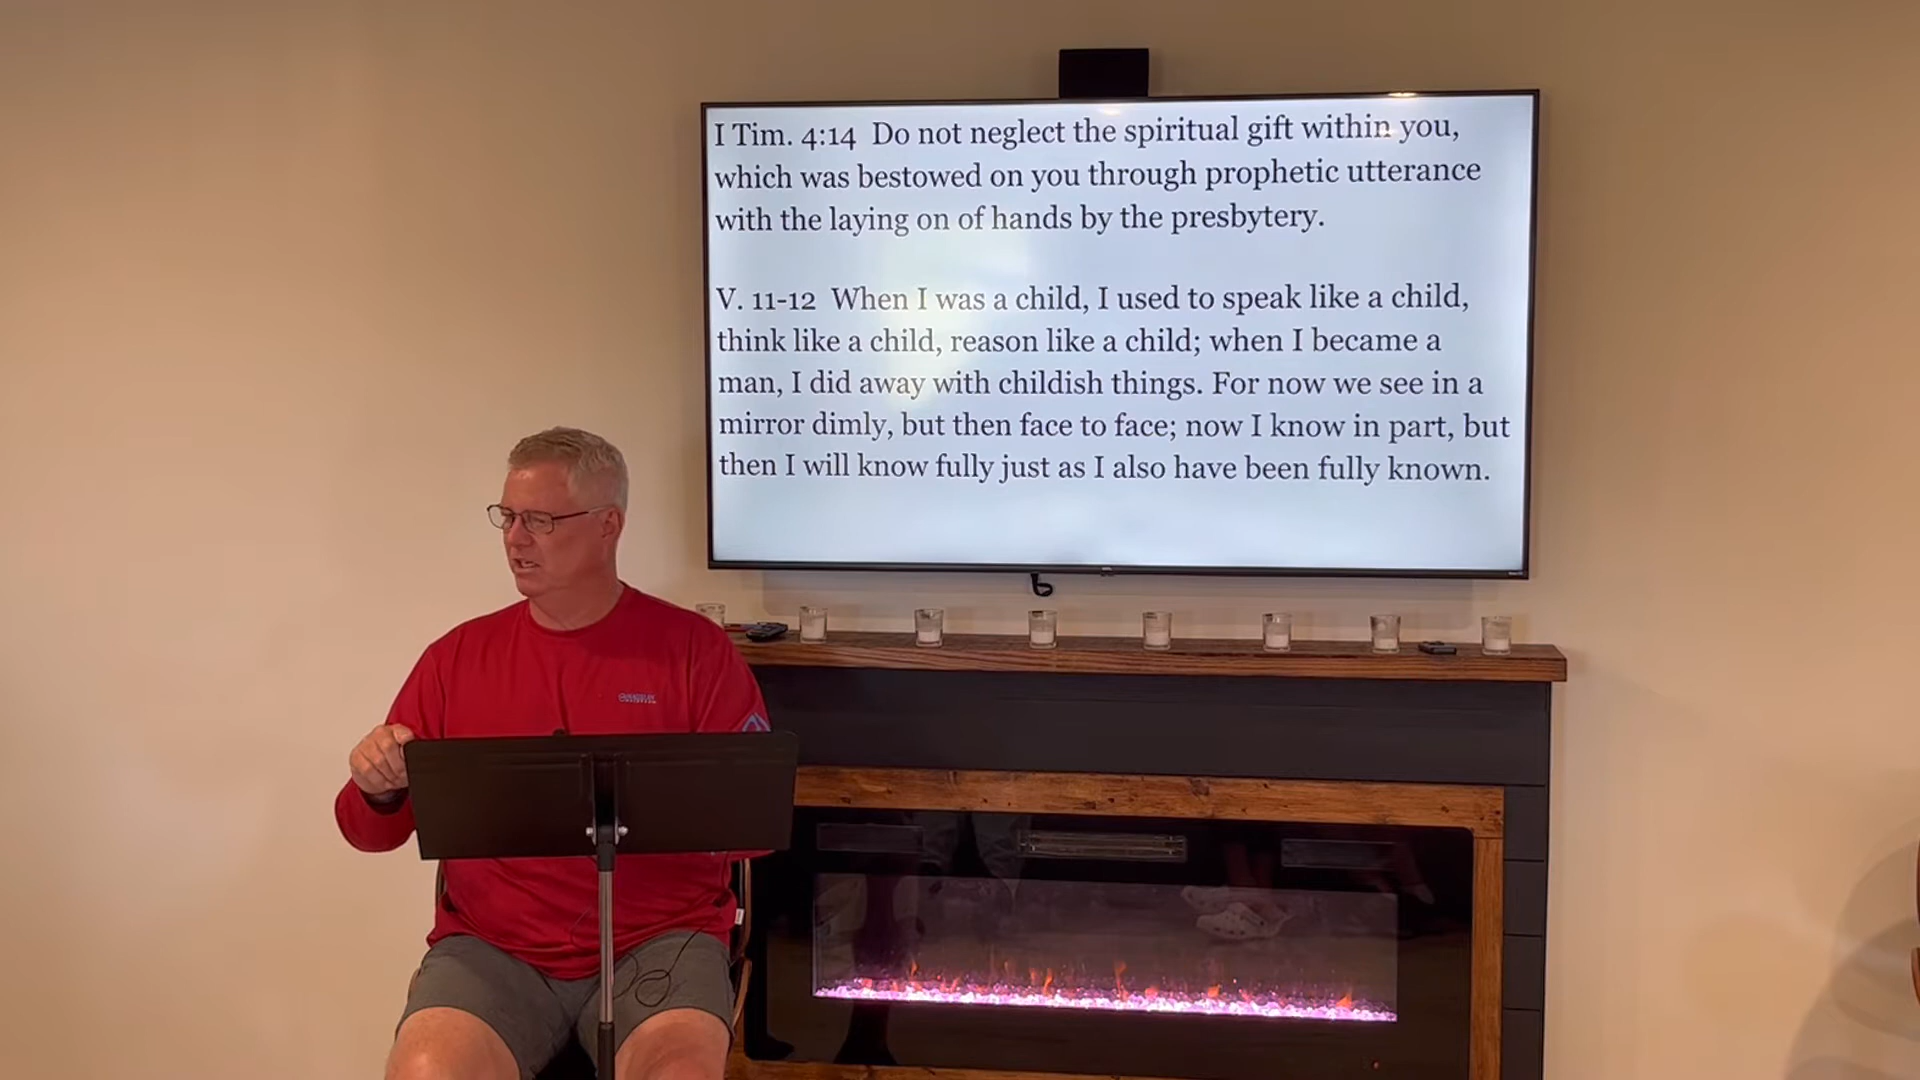 I Tim. 4:14 Do not neglect the spiritual gift within you,
which was bestowed on you through prophetic utterance
with the laying on of hands by the presbytery.
V. 11-12 When I was a child, I used to speak like a child,
think like a child, reason like a child; when I became a
man, I did away with childish things. For now we see in a
mirror dimly, but then face to face; now I know in part, but
then I will know fully just as I also have been fully known.